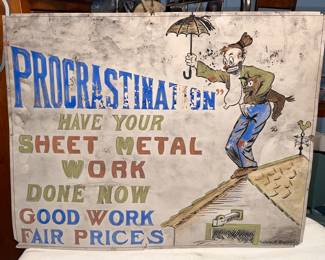 PROCRASTINATION"
HAVE YOUR
SHEET METAL
WORK
DONE NOW
GOOD WORK
FAIR PRICES